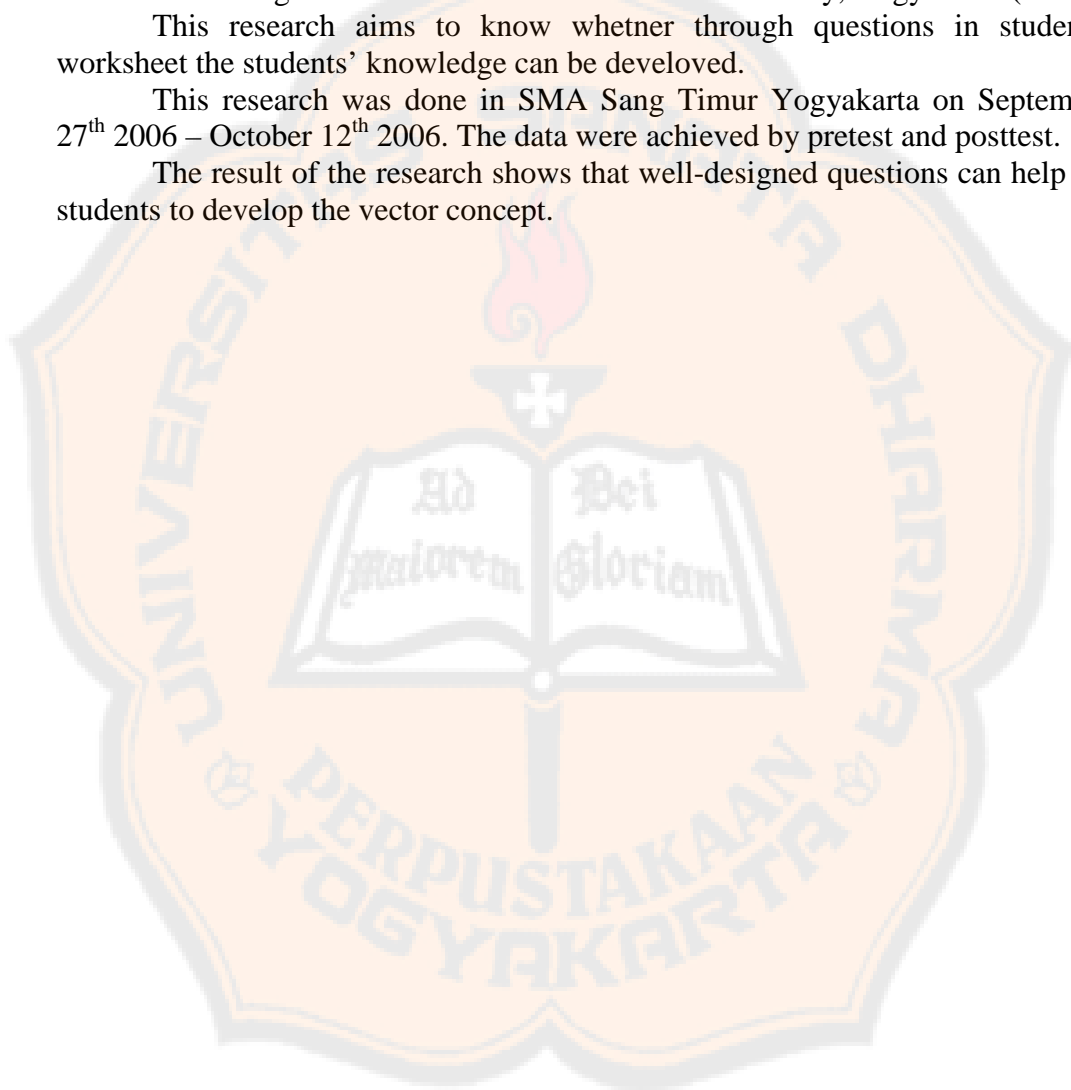 This research aims to know whetner through questions in studen
worksheet the students’ knowledge can be develoved.
This research was done in SMA Sang Timur Yogyakarta on Septem
27th 2006 – October 12th 2006. The data were achieved by pretest and posttest.
The result of the research shows that well-designed questions can help
students to develop the vector concept.
UNIVERSITAS SANATA DHARMA
Ad Dei
Maiorem Gloriam
PERPUSTAKAAN
YOGYAKARTA